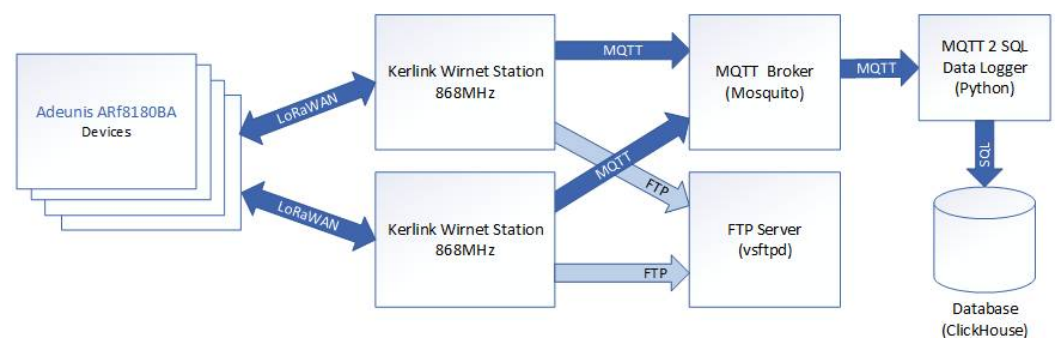 Adeunis ARf8180BA
Devices
LoRaWAN
LoRaWAN
Kerlink Wirnet Station
868MHz
Kerlink Wirnet Station
868MHz
MQTT
MQTT
FTP
FTP
MQTT Broker
(Mosquito)
FTP Server
(vsftpd)
MQTT
MQTT 2 SQL
Data Logger
(Python)
SQL
Database
(ClickHouse)